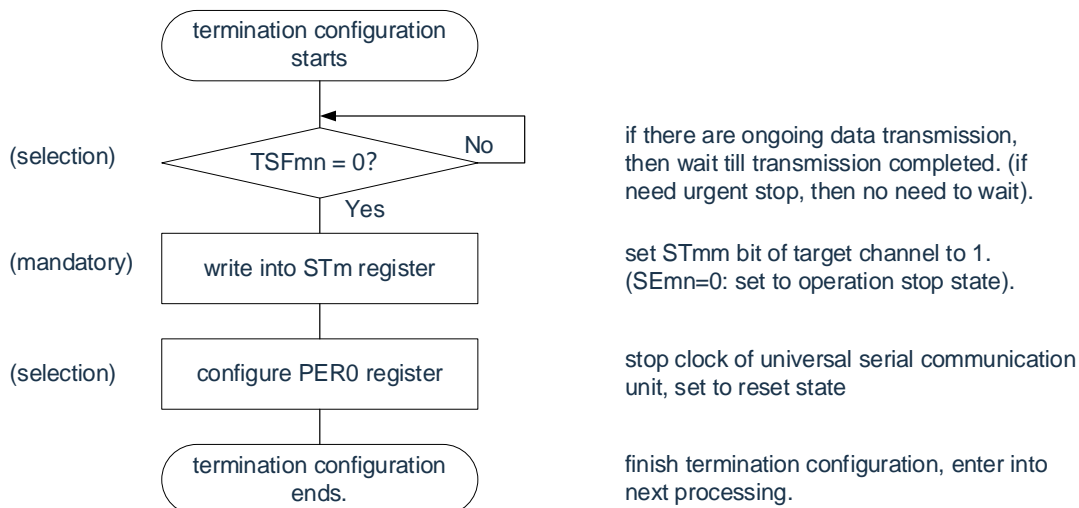 termination configuration
starts
(selection)
TSFmn = 0?
No
if there are ongoing data transmission,
then wait till transmission completed. (if
need urgent stop, then no need to wait).
Yes
(mandatory)
write into STm register
set STmm bit of target channel to 1.
(SEmn=0: set to operation stop state).
(selection)
configure PER0 register
stop clock of universal serial communication
unit, set to reset state
termination configuration
ends.
finish termination configuration, enter into
next processing.